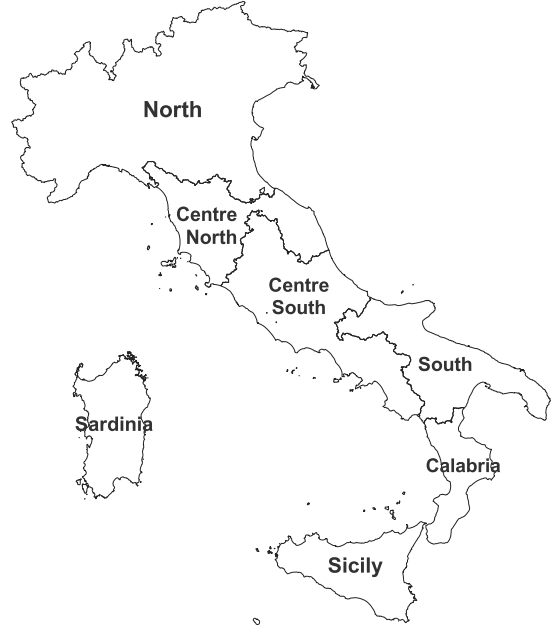 North
Centre
North
Centre
South
South
Sardinia
Calabria
Sicily